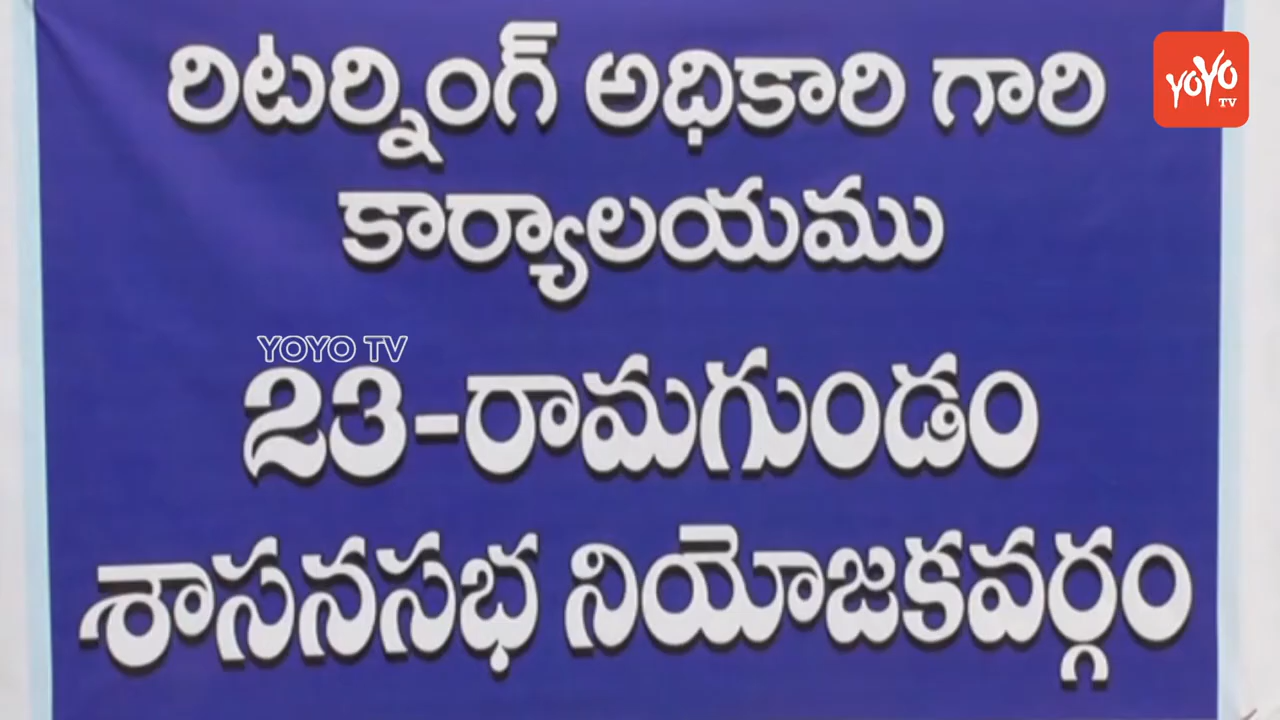 రిటర్నింగ్ అధికారి గారి
YOYO
TV
కార్యాలయము
YOYO TV
23-రామగుండం
శాసనసభ నియోజకవర్గం